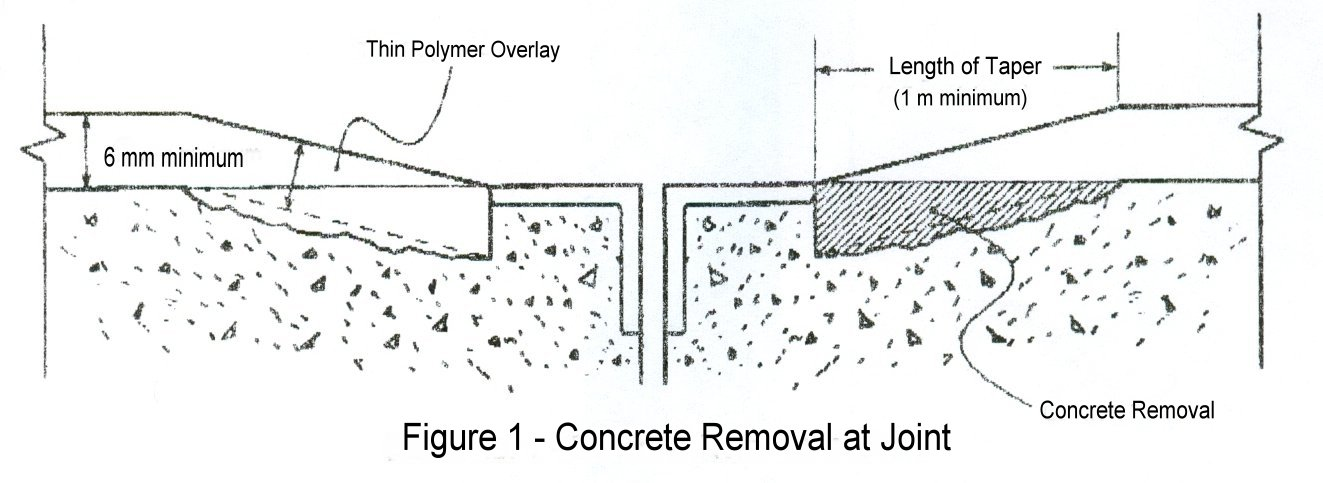 Thin Polymer Overlay
Length of Taper
(1 m minimum)
6 mm minimum
Concrete Removal
Figure 1 - Concrete Removal at Joint